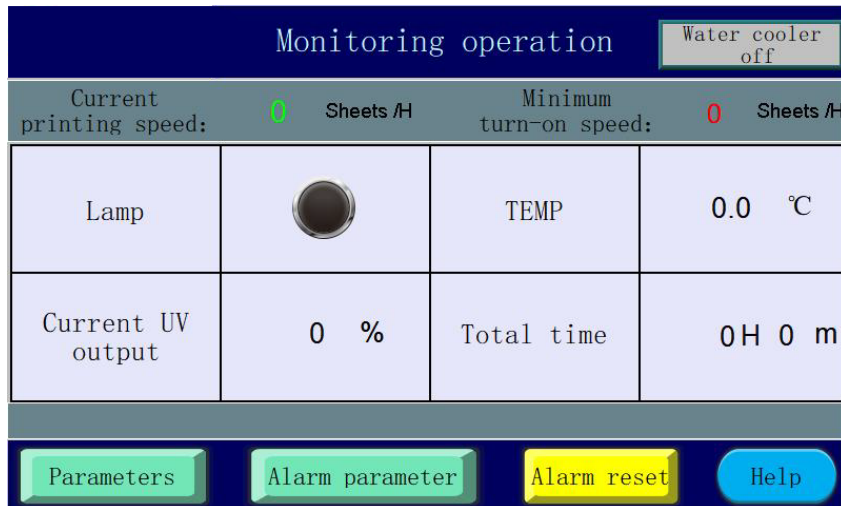 Monitoring operation
Water cooler
off
Current
printing speed:
0 Sheets /H
Minimum
turn-on speed:
0 Sheets /H
Lamp
TEMP
0.0 ℃
Current UV
output
0 %
Total time
0H 0 m
Parameters
Alarm parameter
Alarm reset
Help